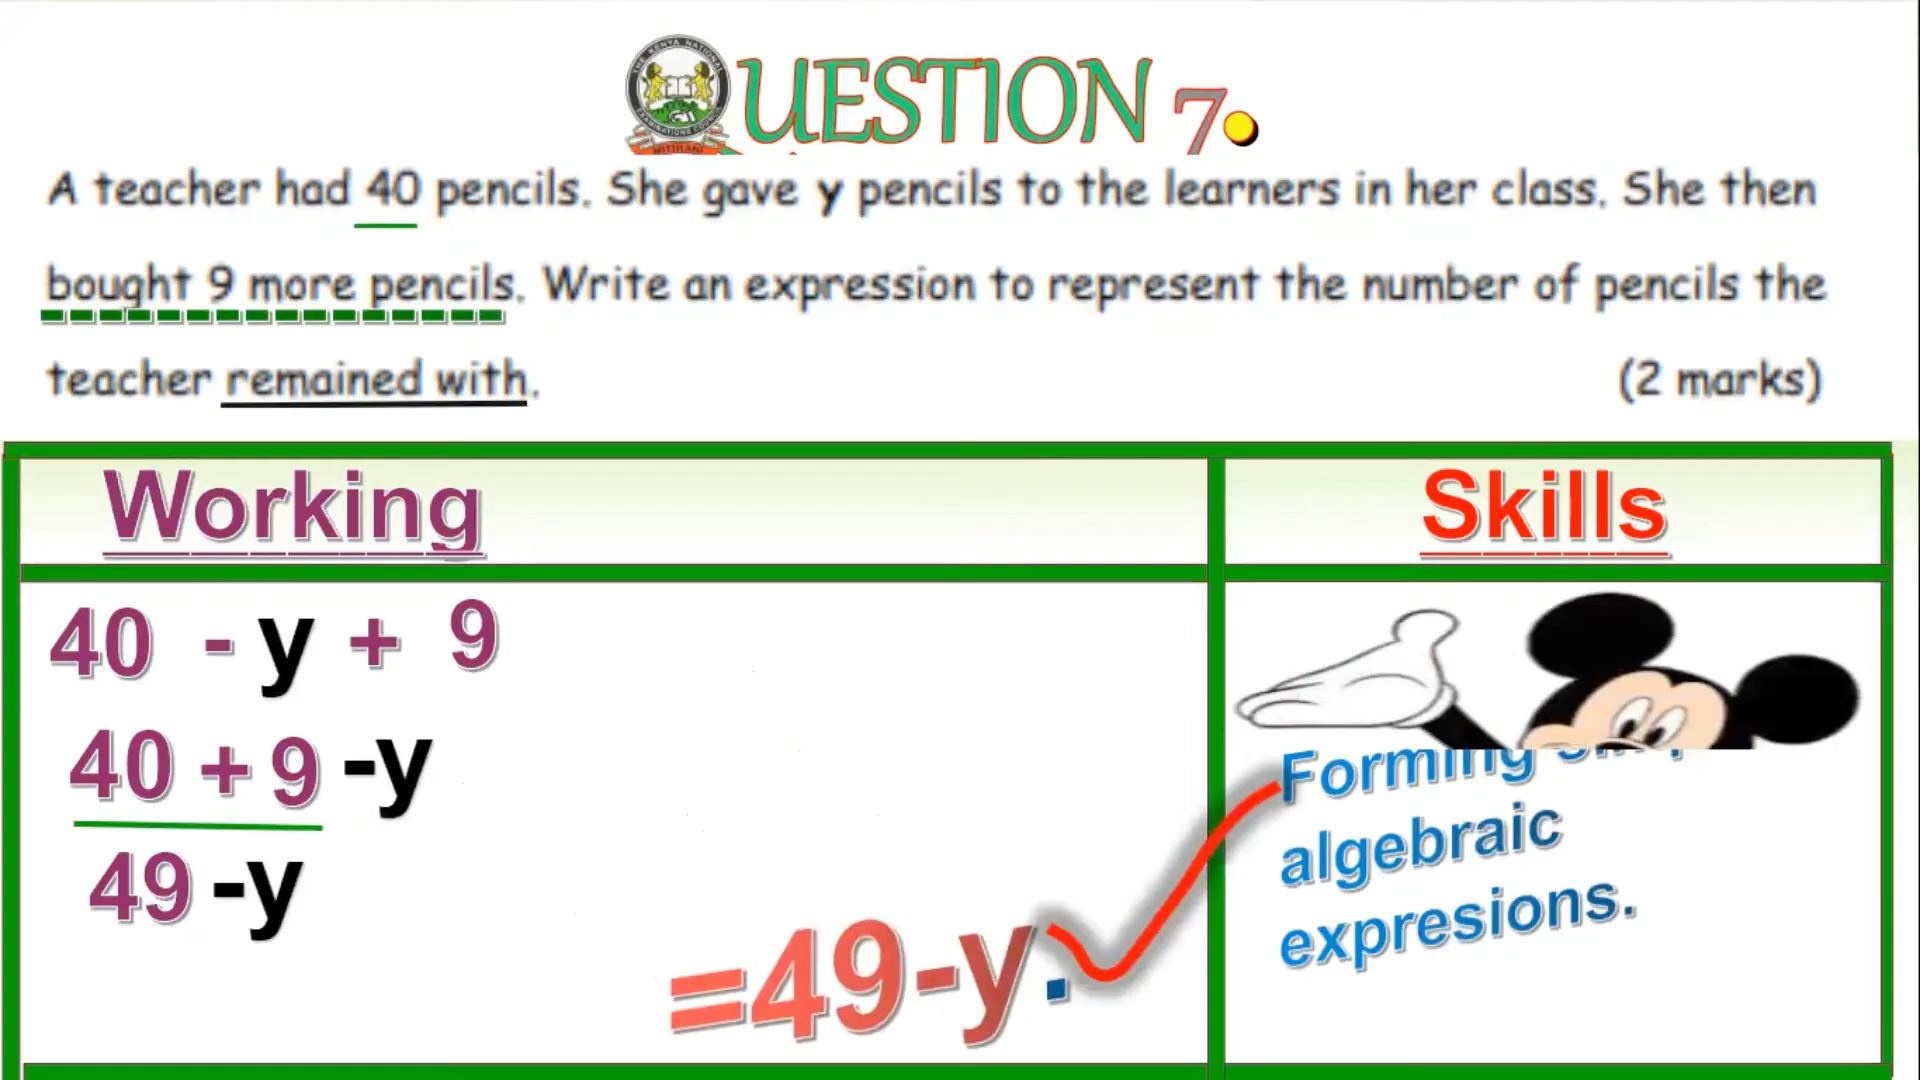 QUESTION 7.
A teacher had 40 pencils. She gave y pencils to the learners in her class. She then
bought 9 more pencils. Write an expression to represent the number of pencils the
teacher remained with. (2 marks)
Working
Skills
40 - y + 9
40 + 9 -y
49 -y
=49-y.
Forming
algebraic
expresions.